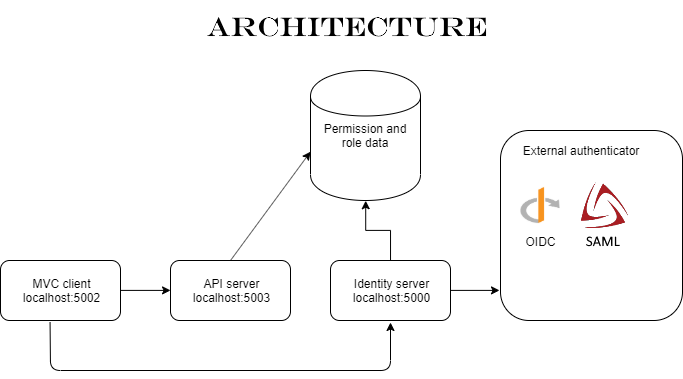 ARCHITECTURE
Permission and
role data
External authenticator
OIDC
SAML
MVC client
localhost:5002
API server
localhost:5003
Identity server
localhost:5000